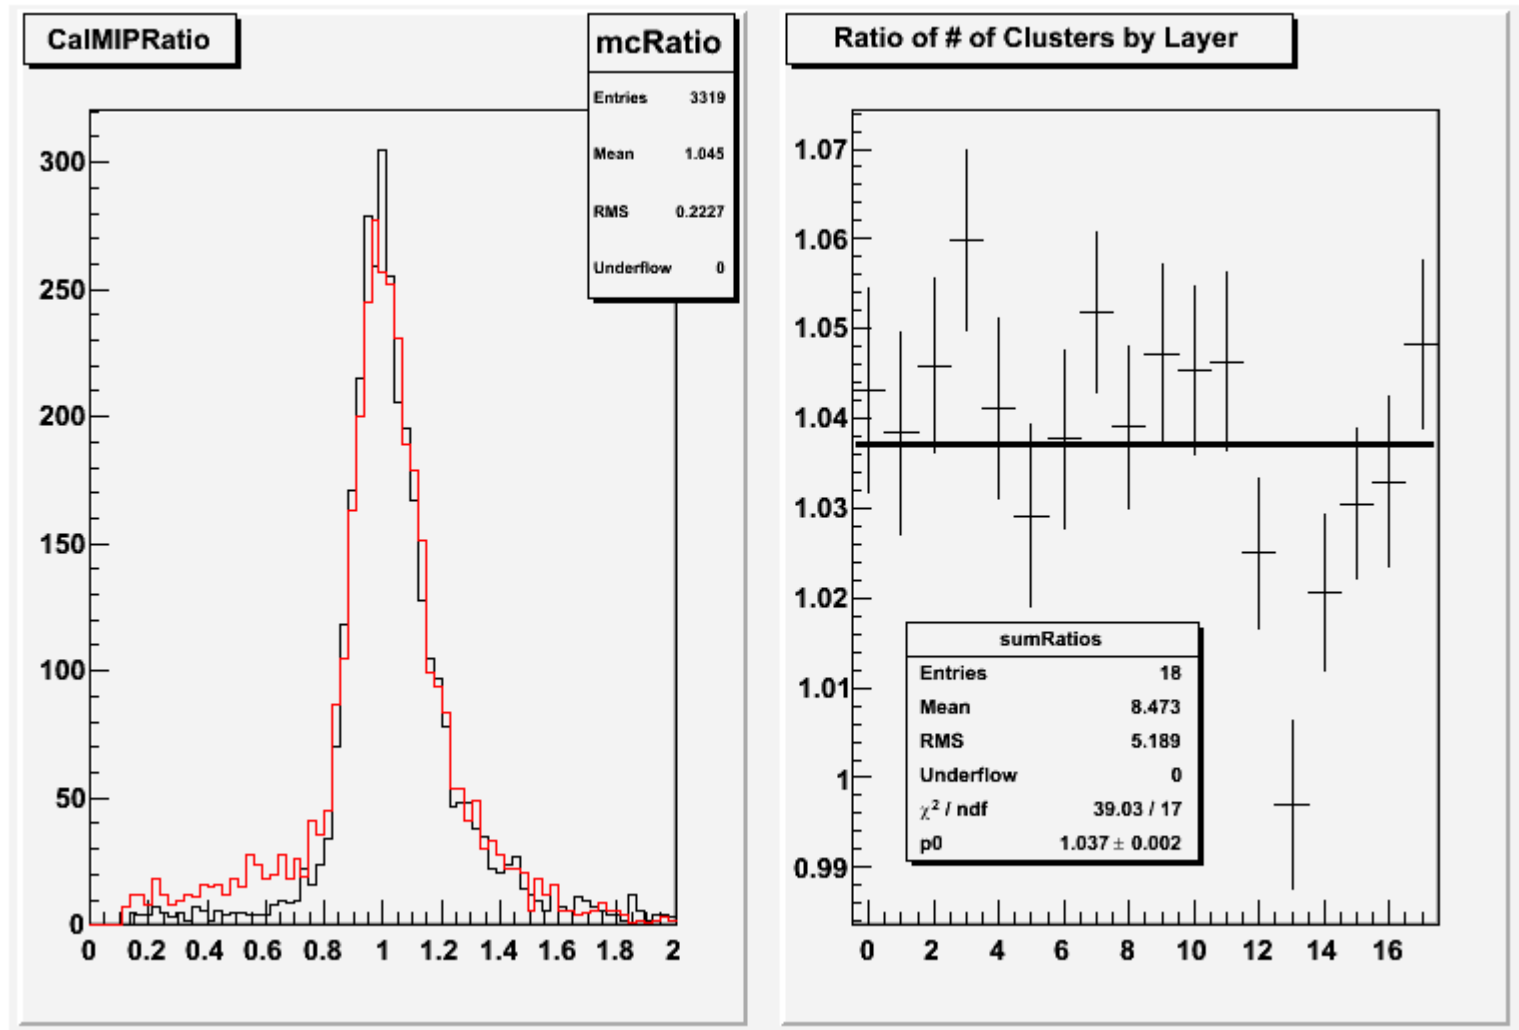 CalMIPRatio
mcRatio
Entries 3319
Mean 1.045
RMS 0.2227
Underflow 0
300
250
200
150
100
50
0
0 0.2 0.4 0.6 0.8 1 1.2 1.4 1.6 1.8 2
Ratio of # of Clusters by Layer
1.07
1.06
1.05
1.04
1.03
1.02
1.01
1
0.99
sumRatios
Entries 18
Mean 8.473
RMS 5.189
Underflow 0
χ² / ndf 39.03 / 17
p0 1.037 ± 0.002
0 2 4 6 8 10 12 14 16